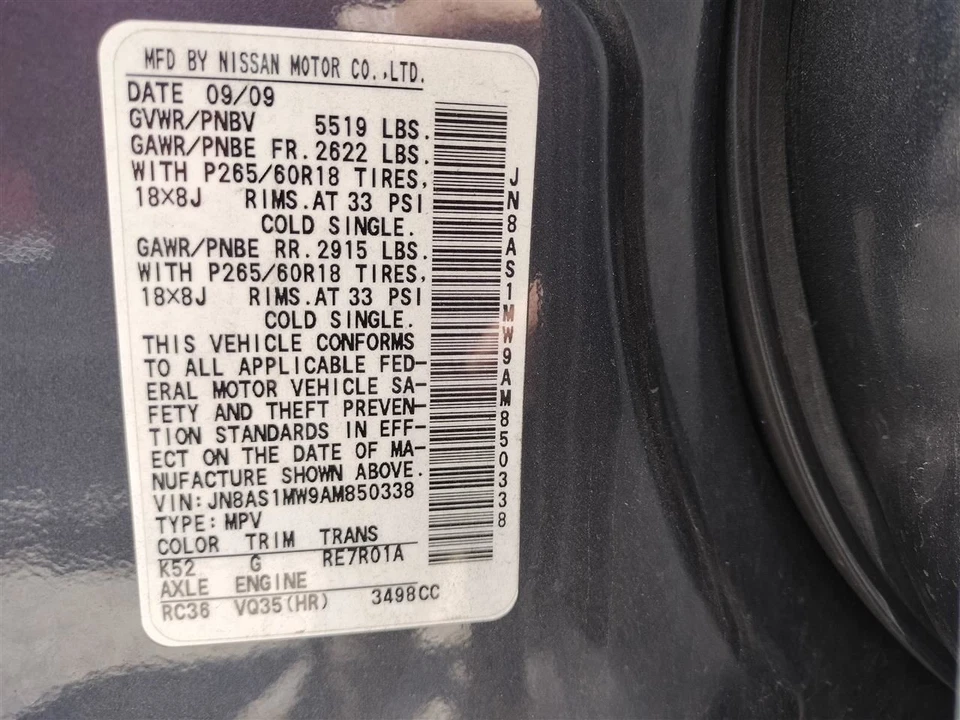 MFD BY NISSAN MOTOR CO.,LTD.
DATE 09/09
GVWR/PNBV 5519 LBS.
GAWR/PNBE FR. 2622 LBS.
WITH P265/60R18 TIRES,
18X8J RIMS.AT 33 PSI
COLD SINGLE.
GAWR/PNBE RR. 2915 LBS.
WITH P265/60R18 TIRES,
18X8J RIMS.AT 33 PSI
COLD SINGLE.
THIS VEHICLE CONFORMS
TO ALL APPLICABLE FED-
ERAL MOTOR VEHICLE SA-
FETY AND THEFT PREVEN-
TION STANDARDS IN EFF-
ECT ON THE DATE OF MA-
NUFACTURE SHOWN ABOVE.
VIN:JN8AS1MW9AM850338
TYPE:MPV
COLOR TRIM TRANS
K52 G RE7R01A
AXLE ENGINE
RC36 VQ35(HR) 3498CC
JN8AS1MW9AM850338